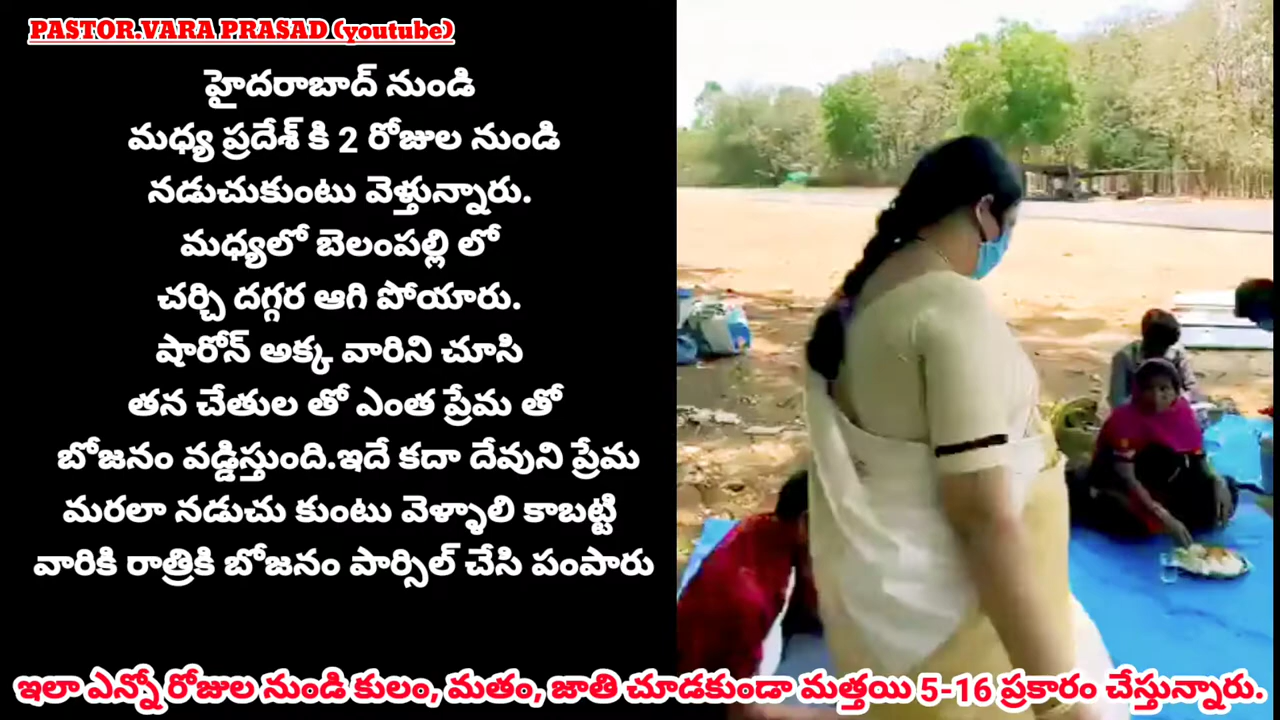 PASTOR.VARA PRASAD (youtube)
హైదరాబాద్ నుండి
మధ్య ప్రదేశ్ కి 2 రోజుల నుండి
నడుచుకుంటు వెళ్తున్నారు.
మధ్యలో బెలంపల్లి లో
చర్చి దగ్గర ఆగి పోయారు.
షారోన్ అక్క వారిని చూసి
తన చేతుల తో ఎంత ప్రేమ తో
బోజనం వడ్డిస్తుంది.ఇదే కదా దేవుని ప్రేమ
మరలా నడుచు కుంటు వెళ్ళాలి కాబట్టి
వారికి రాత్రికి బోజనం పార్సిల్ చేసి పంపారు
ఇలా ఎన్నో రోజుల నుండి కులం, మతం, జాతి చూడకుండా మత్తయి 5-16 ప్రకారం చేస్తున్నారు.